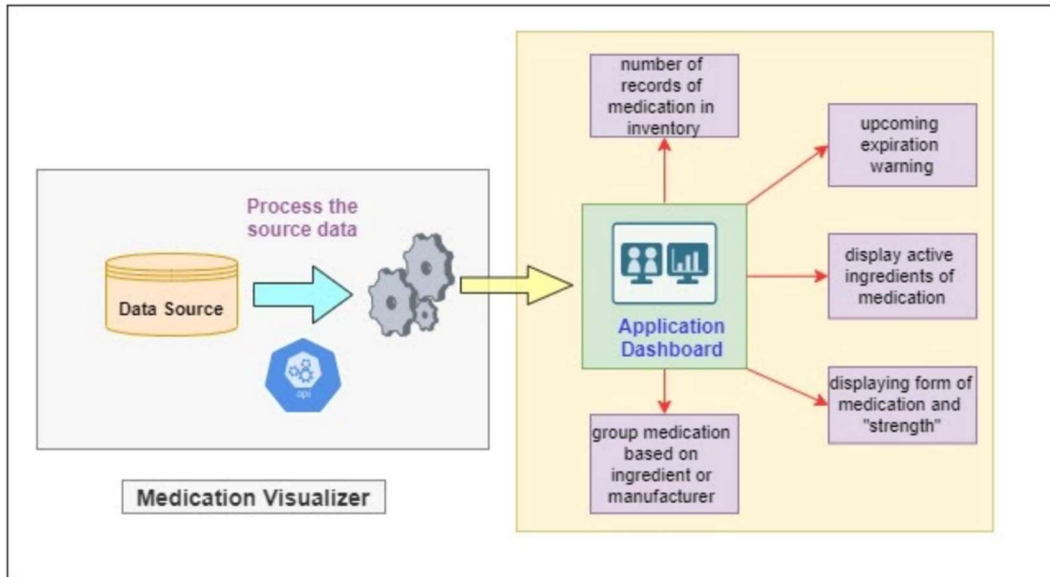 Process the
source data
Data Source
api
Medication Visualizer
number of
records of
medication in
inventory
upcoming
expiration
warning
Application
Dashboard
display active
ingredients of
medication
displaying form of
medication and
"strength"
group medication
based on
ingredient or
manufacturer